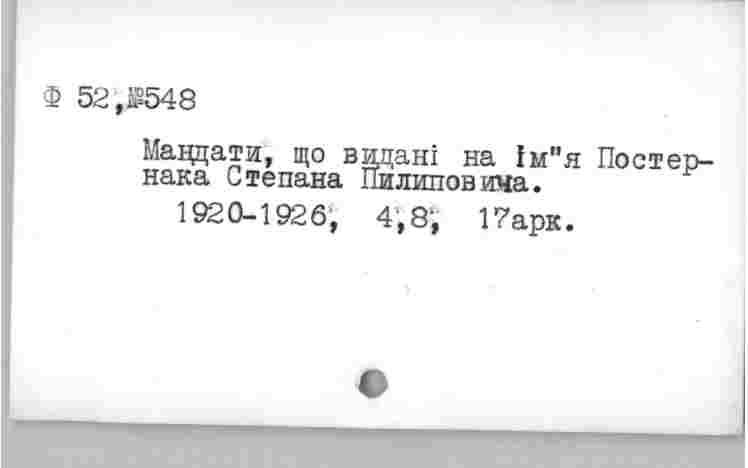 Ф 52,№548
Мандати, що видані на Ім"я Постер-
нака Степана Пилиповича.
1920-1926, 4,8, 17арк.